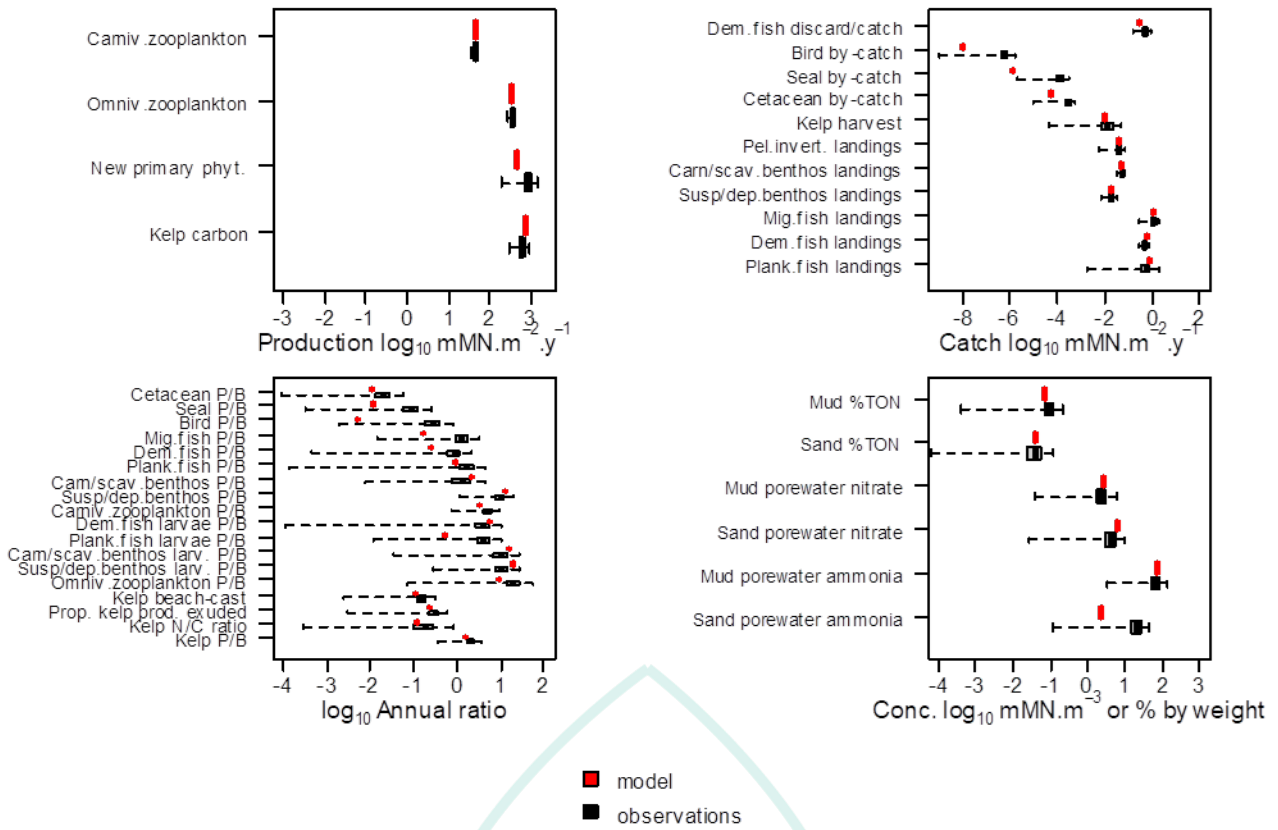 Camiv.zooplankton
Omniv.zooplankton
New primary phyt.
Kelp carbon
-3 -2 -1 0 1 2 3
Production log10 mMN.m-2.y-1
Dem.fish discard/catch
Bird by-catch
Seal by-catch
Cetacean by-catch
Kelp harvest
Pel.invert. landings
Carn/scav.benthos landings
Susp/dep.benthos landings
Mig.fish landings
Dem.fish landings
Plank.fish landings
-8 -6 -4 -2 0 2
Catch log10 mMN.m-2.y-1
Cetacean P/B
Seal P/B
Bird P/B
Mig.fish P/B
Dem.fish P/B
Plank.fish P/B
Cam/scav.benthos P/B
Susp/dep.benthos P/B
Camiv.zooplankton P/B
Dem.fish larvae P/B
Plank.fish larvae P/B
Cam/scav.benthos larv. P/B
Susp/dep.benthos larv. P/B
Omniv.zooplankton P/B
Kelp beach-cast
Prop. kelp prod. exuded
Kelp N/C ratio
Kelp P/B
-4 -3 -2 -1 0 1 2
log10 Annual ratio
Mud %TON
Sand %TON
Mud porewater nitrate
Sand porewater nitrate
Mud porewater ammonia
Sand porewater ammonia
-4 -3 -2 -1 0 1 2 3
Conc. log10 mMN.m-3 or % by weight
model
observations